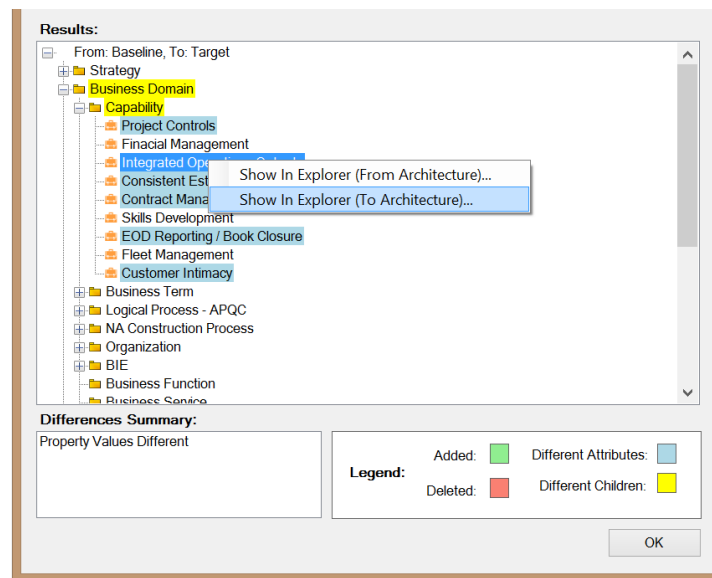 Results:
From: Baseline, To: Target
Strategy
Business Domain
Capability
Project Controls
Finacial Management
Integrated
Show In Explorer (From Architecture)...
Consistent Est
Contract Mana
Show In Explorer (To Architecture)...
Skills Development
EOD Reporting / Book Closure
Fleet Management
Customer Intimacy
Business Term
Logical Process - APQC
NA Construction Process
Organization
BIE
Business Function
Business Service
Differences Summary:
Property Values Different
Legend:
Added:
Different Attributes:
Deleted:
Different Children:
OK